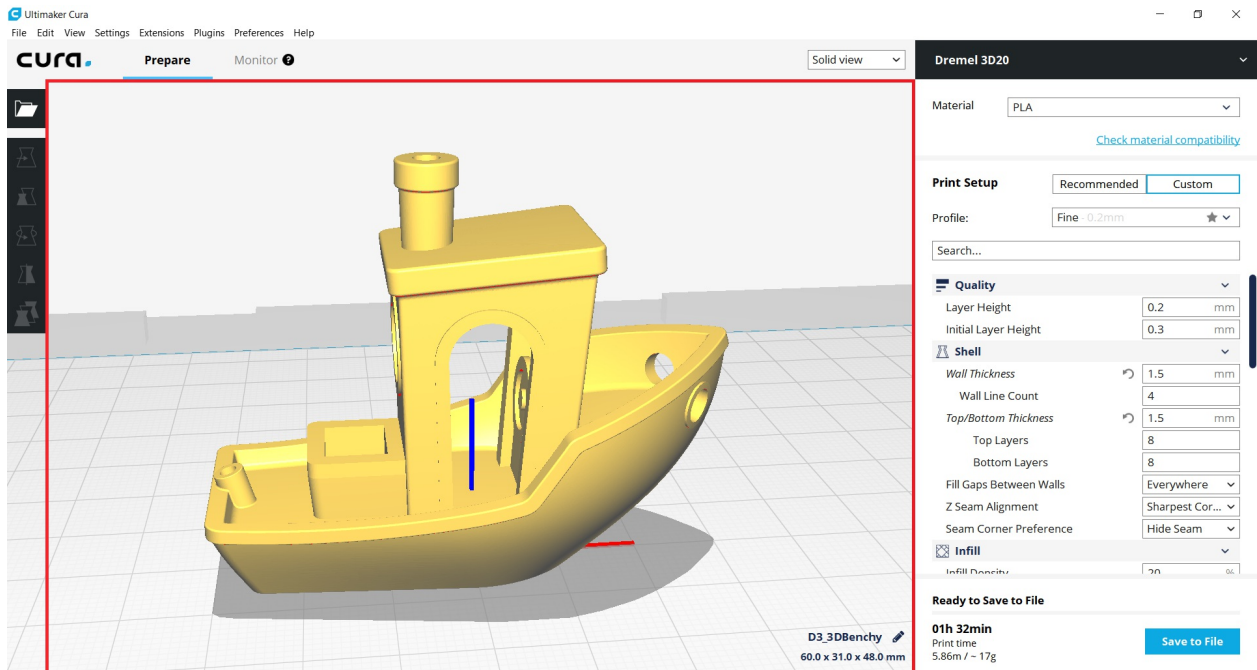 Ultimaker Cura
File Edit View Settings Extensions Plugins Preferences Help
cura.
Prepare
Monitor ?
Solid view
Dremel 3D20
Material PLA
Check material compatibility
Print Setup Recommended Custom
Profile: Fine - 0.2mm
Search...
Quality
Layer Height 0.2 mm
Initial Layer Height 0.3 mm
Shell
Wall Thickness 1.5 mm
Wall Line Count 4
Top/Bottom Thickness 1.5 mm
Top Layers 8
Bottom Layers 8
Fill Gaps Between Walls Everywhere
Z Seam Alignment Sharpest Cor...
Seam Corner Preference Hide Seam
Infill
Infill Density 20 %
Ready to Save to File
01h 32min
Print time
5.86m / ~ 17g
Save to File
D3_3DBenchy
60.0 x 31.0 x 48.0 mm